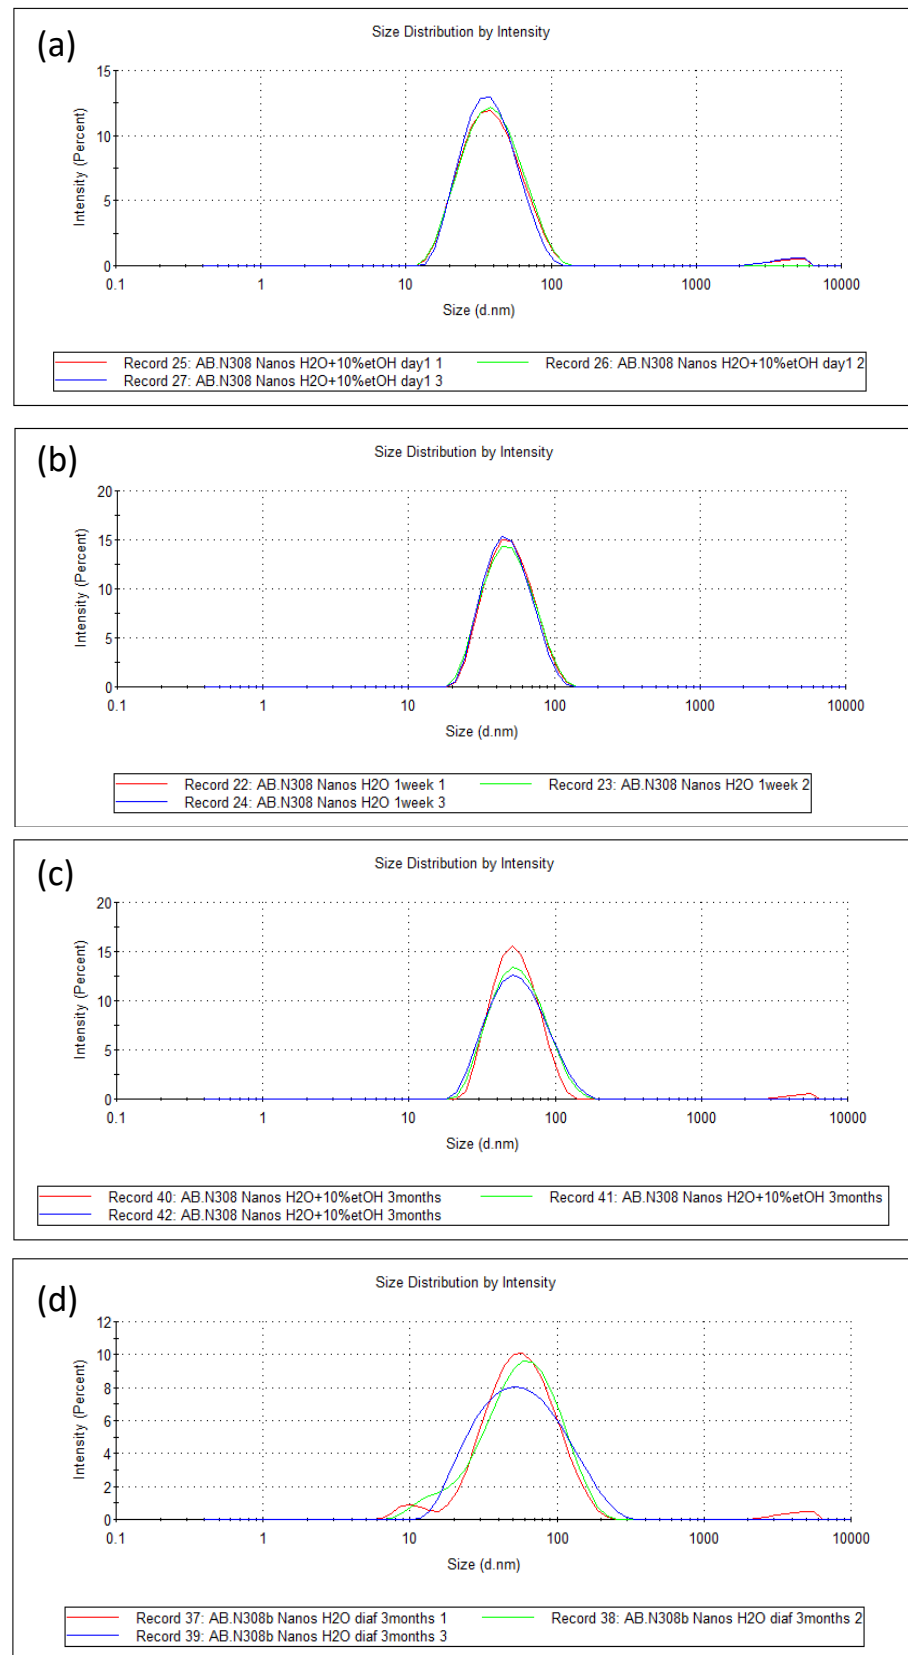 (a)
Size Distribution by Intensity
15
10
5
0
Intensity (Percent)
0.1 1 10 100 1000 10000
Size (d.nm)
Record 25: AB.N308 Nanos H2O+10%etOH day1 1 Record 26: AB.N308 Nanos H2O+10%etOH day1 2
Record 27: AB.N308 Nanos H2O+10%etOH day1 3
(b)
Size Distribution by Intensity
20
15
10
5
0
Intensity (Percent)
0.1 1 10 100 1000 10000
Size (d.nm)
Record 22: AB.N308 Nanos H2O 1week 1 Record 23: AB.N308 Nanos H2O 1week 2
Record 24: AB.N308 Nanos H2O 1week 3
(c)
Size Distribution by Intensity
20
15
10
5
0
Intensity (Percent)
0.1 1 10 100 1000 10000
Size (d.nm)
Record 40: AB.N308 Nanos H2O+10%etOH 3months Record 41: AB.N308 Nanos H2O+10%etOH 3months
Record 42: AB.N308 Nanos H2O+10%etOH 3months
(d)
Size Distribution by Intensity
12
10
8
6
4
2
0
Intensity (Percent)
0.1 1 10 100 1000 10000
Size (d.nm)
Record 37: AB.N308b Nanos H2O diaf 3months 1 Record 38: AB.N308b Nanos H2O diaf 3months 2
Record 39: AB.N308b Nanos H2O diaf 3months 3